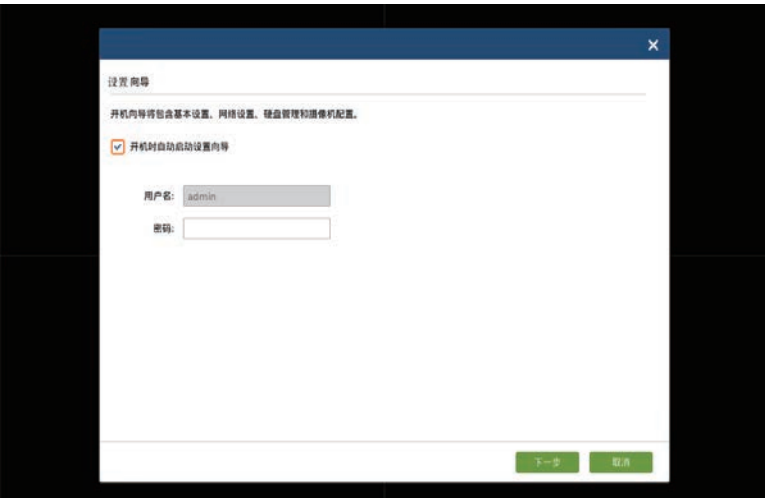 设置向导
开机向导将包含基本设置、网络设置、硬盘管理和摄像机配置。
开机时自动启动设置向导
用户名: admin
密码:
下一步 取消